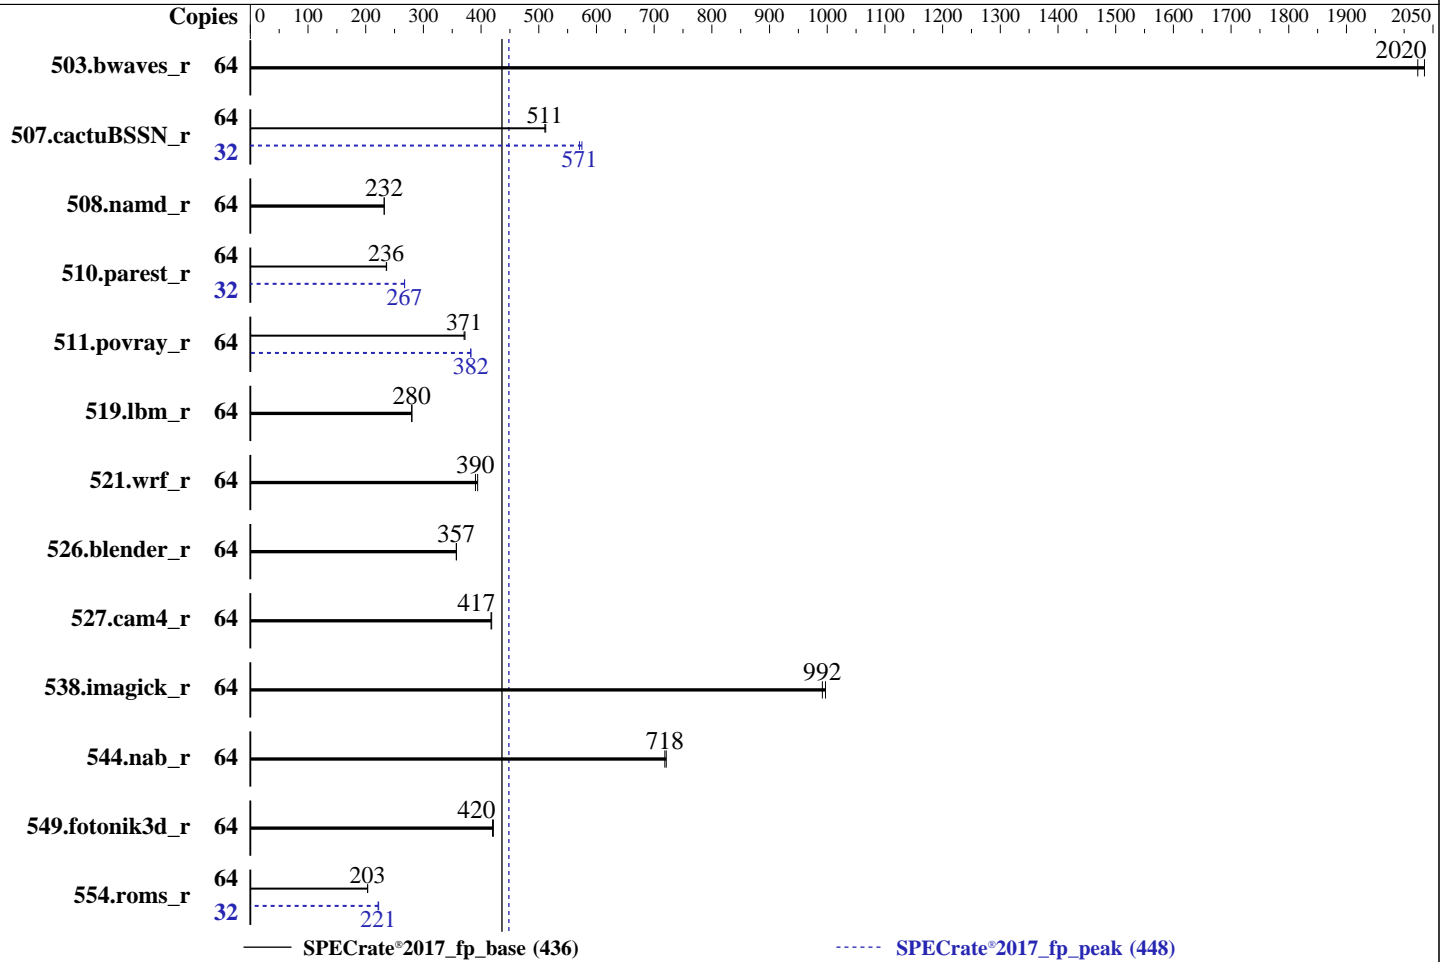 Copies 0 100 200 300 400 500 600 700 800 900 1000 1100 1200 1300 1400 1500 1600 1700 1800 1900 2050
503.bwaves_r 64 2020
507.cactuBSSN_r 64 511
32 571
508.namd_r 64 232
510.parest_r 64 236
32 267
511.povray_r 64 371
382
519.lbm_r 64 280
521.wrf_r 64 390
526.blender_r 64 357
527.cam4_r 64 417
538.imagick_r 64 992
544.nab_r 64 718
549.fotonik3d_r 64 420
554.roms_r 64 203
32 221
SPECrate®2017_fp_base (436) SPECrate®2017_fp_peak (448)